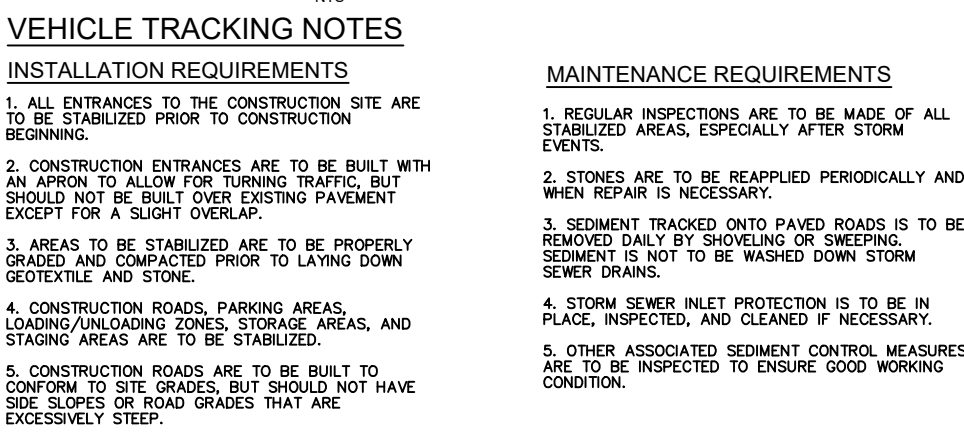 VEHICLE TRACKING NOTES
INSTALLATION REQUIREMENTS
1. ALL ENTRANCES TO THE CONSTRUCTION SITE ARE
TO BE STABILIZED PRIOR TO CONSTRUCTION
BEGINNING.
2. CONSTRUCTION ENTRANCES ARE TO BE BUILT WITH
AN APRON TO ALLOW FOR TURNING TRAFFIC, BUT
SHOULD NOT BE BUILT OVER EXISTING PAVEMENT
EXCEPT FOR A SLIGHT OVERLAP.
3. AREAS TO BE STABILIZED ARE TO BE PROPERLY
GRADED AND COMPACTED PRIOR TO LAYING DOWN
GEOTEXTILE AND STONE.
4. CONSTRUCTION ROADS, PARKING AREAS,
LOADING/UNLOADING ZONES, STORAGE AREAS, AND
STAGING AREAS ARE TO BE STABILIZED.
5. CONSTRUCTION ROADS ARE TO BE BUILT TO
CONFORM TO SITE GRADES, BUT SHOULD NOT HAVE
SIDE SLOPES OR ROAD GRADES THAT ARE
EXCESSIVELY STEEP.
MAINTENANCE REQUIREMENTS
1. REGULAR INSPECTIONS ARE TO BE MADE OF ALL
STABILIZED AREAS, ESPECIALLY AFTER STORM
EVENTS.
2. STONES ARE TO BE REAPPLIED PERIODICALLY AND
WHEN REPAIR IS NECESSARY.
3. SEDIMENT TRACKED ONTO PAVED ROADS IS TO BE
REMOVED DAILY BY SHOVELING OR SWEEPING.
SEDIMENT IS NOT TO BE WASHED DOWN STORM
SEWER DRAINS.
4. STORM SEWER INLET PROTECTION IS TO BE IN
PLACE, INSPECTED, AND CLEANED IF NECESSARY.
5. OTHER ASSOCIATED SEDIMENT CONTROL MEASURES
ARE TO BE INSPECTED TO ENSURE GOOD WORKING
CONDITION.